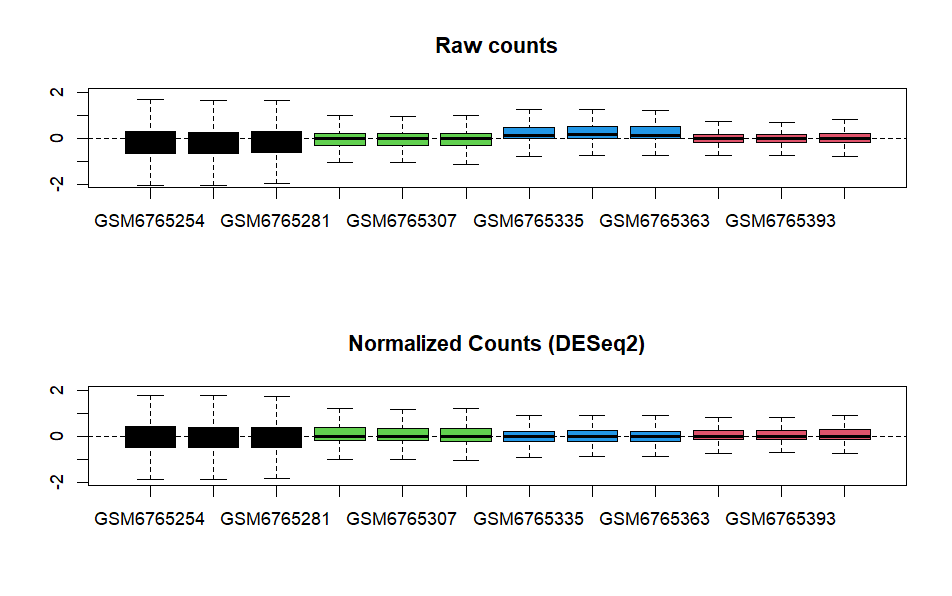 Raw counts
2
0
-2
GSM6765254 GSM6765281 GSM6765307 GSM6765335 GSM6765363 GSM6765393
Normalized Counts (DESeq2)
2
0
-2
GSM6765254 GSM6765281 GSM6765307 GSM6765335 GSM6765363 GSM6765393